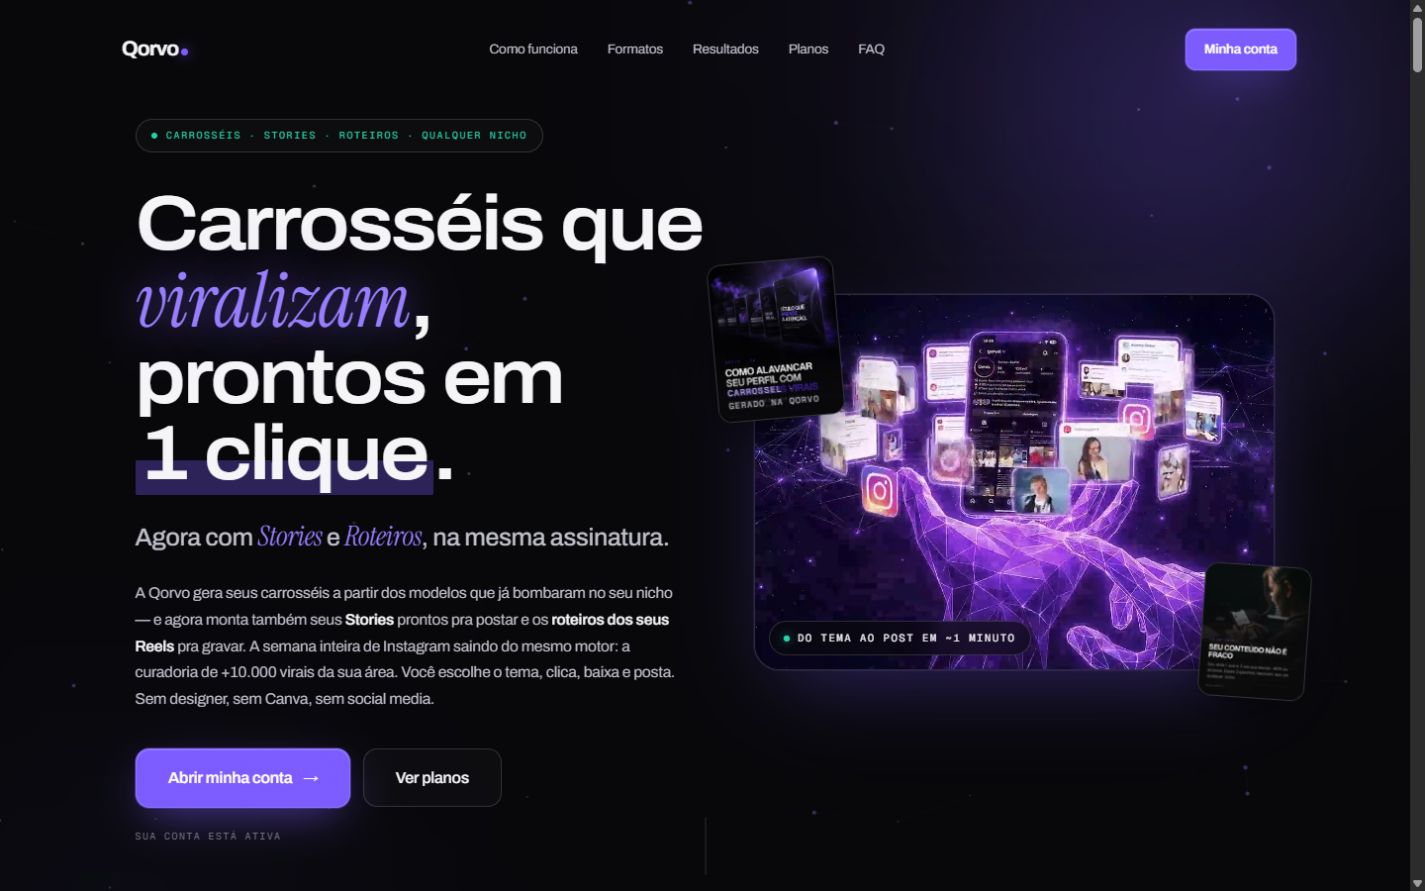 Qorvo
Como funciona
Formatos
Resultados
Planos
FAQ
Minha conta
CARROSSÉIS · STORIES · ROTEIROS · QUALQUER NICHO
Carrosséis que
viralizam,
prontos em
1 clique.
Agora com Stories e Roteiros, na mesma assinatura.
A Qorvo gera seus carrosséis a partir dos modelos que já bombaram no seu nicho
— e agora monta também seus Stories prontos pra postar e os roteiros dos seus
Reels pra gravar. A semana inteira de Instagram saindo do mesmo motor: a
curadoria de +10.000 virais da sua área. Você escolhe o tema, clica, baixa e posta.
Sem designer, sem Canva, sem social media.
Abrir minha conta →
Ver planos
SUA CONTA ESTÁ ATIVA
COMO ALAVANCAR
SEU PERFIL COM
CARROSSEIS VIRAIS
GERADO NA QORVO
DO TEMA AO POST EM ~1 MINUTO
SEU CONTEÚDO NÃO É
FRACO